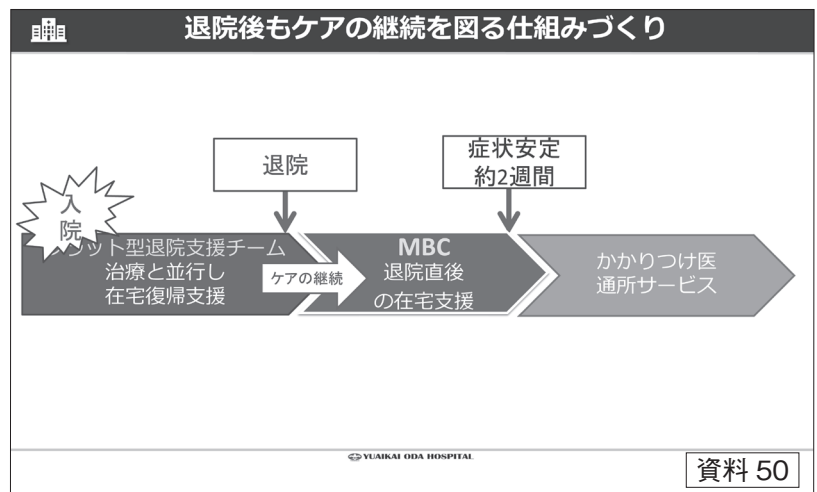 退院後もケアの継続を図る仕組みづくり
退院
症状安定
約2週間
入
院
ット型退院支援チーム
治療と並行し
在宅復帰支援
ケアの継続
MBC
退院直後
の在宅支援
かかりつけ医
通所サービス
YUAIKAI ODA HOSPITAL
資料 50